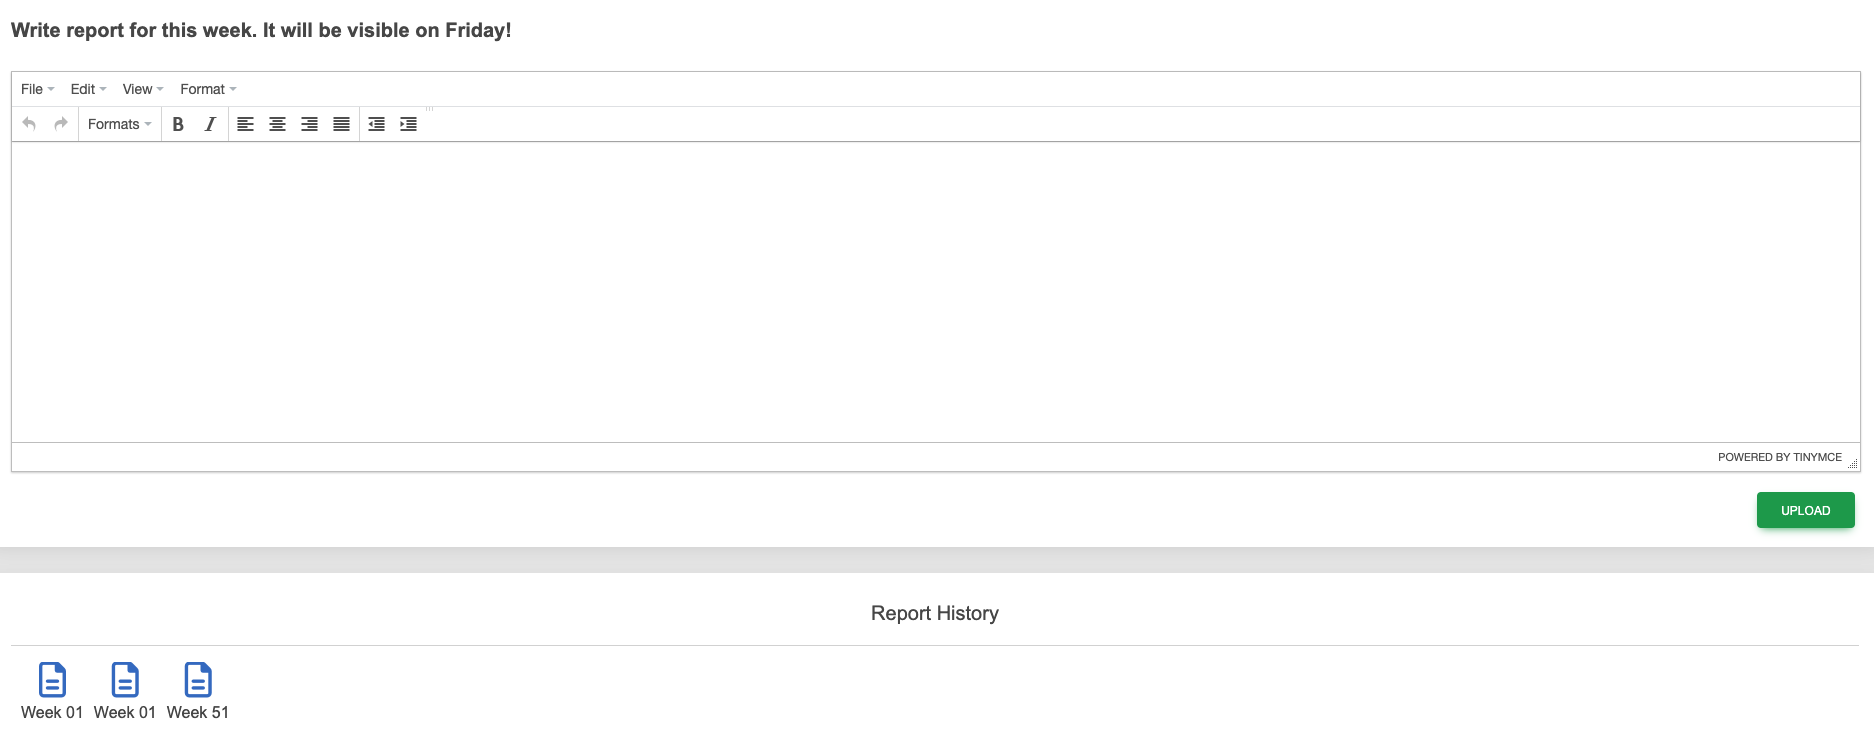 Write report for this week. It will be visible on Friday!
File Edit View Format
Formats B I
POWERED BY TINYMCE
UPLOAD
Report History
Week 01 Week 01 Week 51